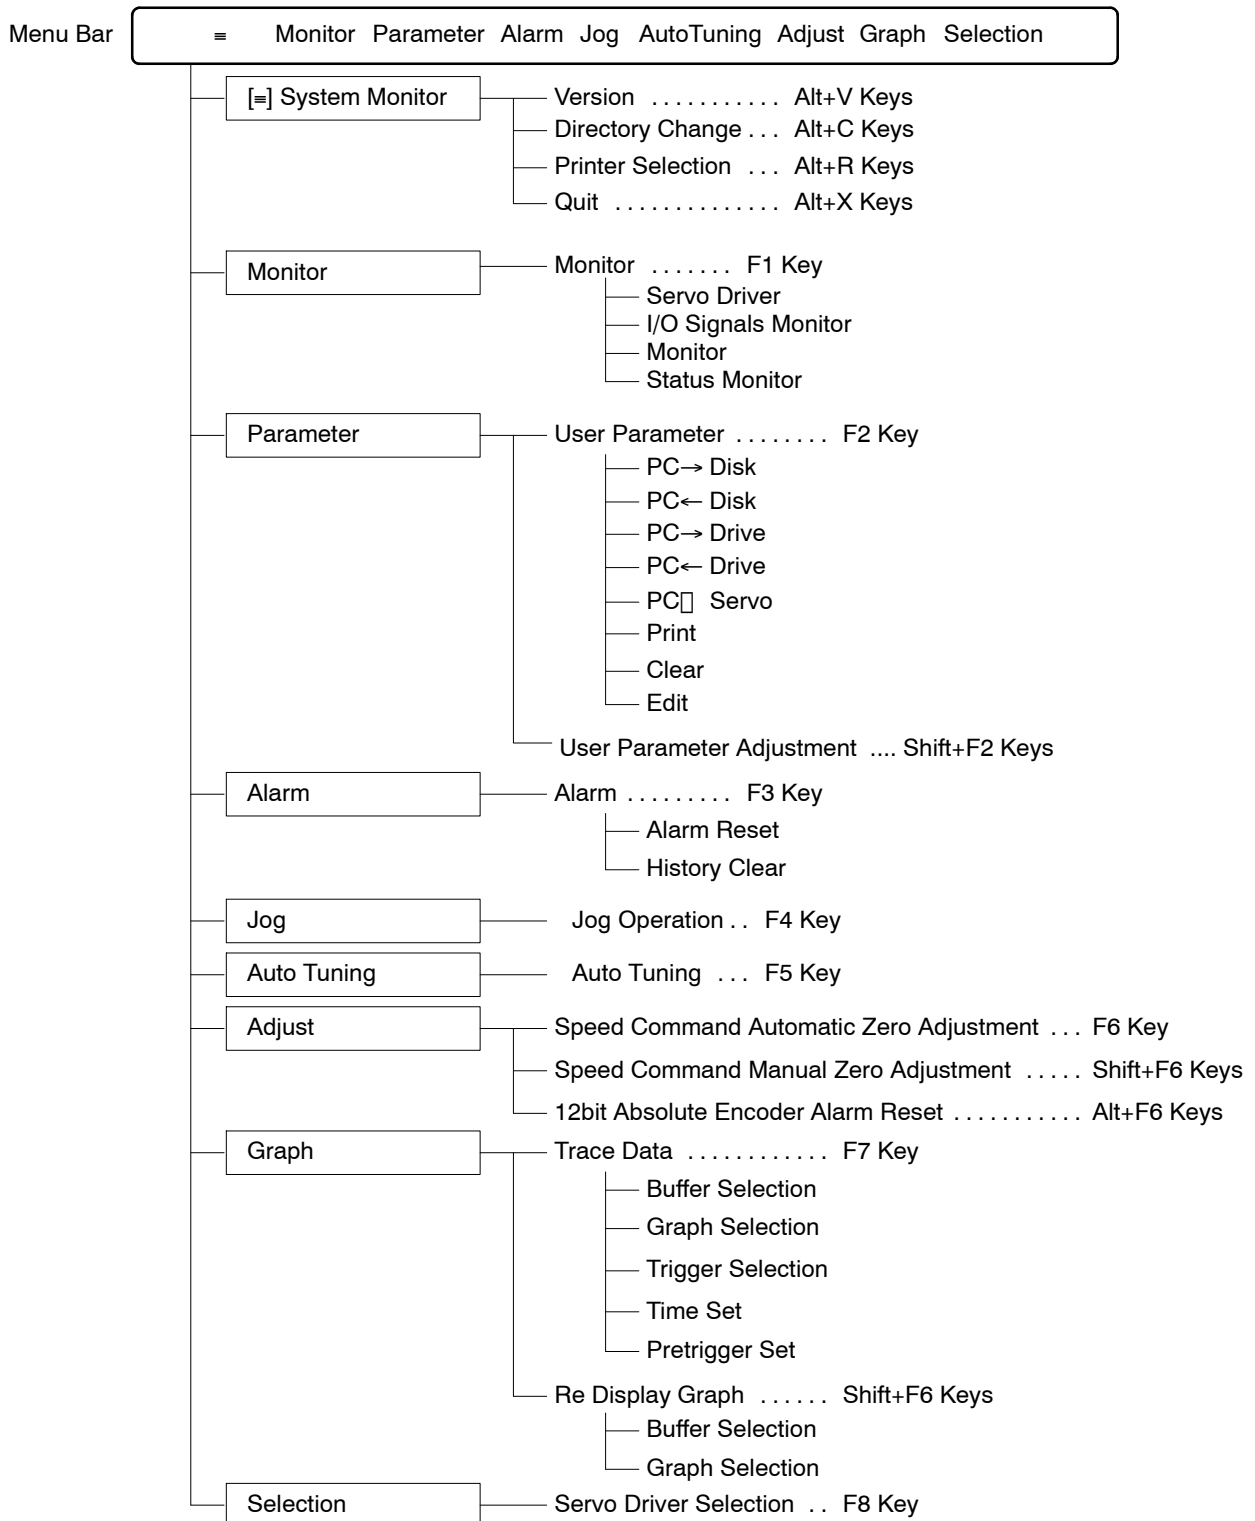 Menu Bar ≡ Monitor Parameter Alarm Jog AutoTuning Adjust Graph Selection
[≡] System Monitor Version ........... Alt+V Keys
Directory Change ... Alt+C Keys
Printer Selection ... Alt+R Keys
Quit .............. Alt+X Keys
Monitor Monitor ....... F1 Key
Servo Driver
I/O Signals Monitor
Monitor
Status Monitor
Parameter User Parameter ........ F2 Key
PC→ Disk
PC← Disk
PC→ Drive
PC← Drive
PC▯ Servo
Print
Clear
Edit
User Parameter Adjustment .... Shift+F2 Keys
Alarm Alarm ......... F3 Key
Alarm Reset
History Clear
Jog Jog Operation .. F4 Key
Auto Tuning Auto Tuning ... F5 Key
Adjust Speed Command Automatic Zero Adjustment ... F6 Key
Speed Command Manual Zero Adjustment ..... Shift+F6 Keys
12bit Absolute Encoder Alarm Reset ........... Alt+F6 Keys
Graph Trace Data ............ F7 Key
Buffer Selection
Graph Selection
Trigger Selection
Time Set
Pretrigger Set
Re Display Graph ...... Shift+F6 Keys
Buffer Selection
Graph Selection
Selection Servo Driver Selection .. F8 Key